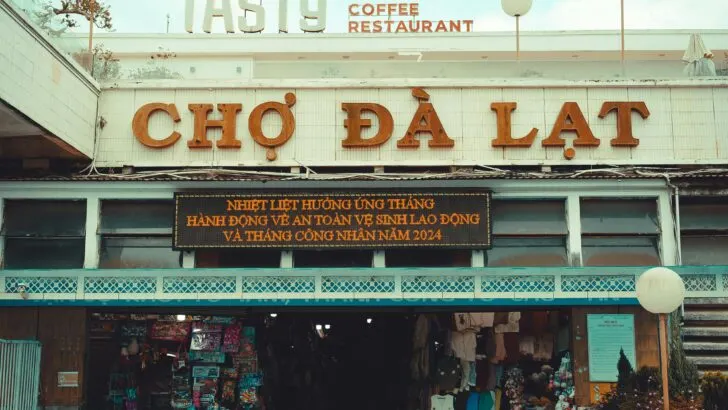 TASTY
COFFEE
RESTAURANT
CHỢ ĐÀ LẠT
NHIỆT LIỆT HƯỞNG ỨNG THÁNG
HÀNH ĐỘNG VỀ AN TOÀN VỆ SINH LAO ĐỘNG
VÀ THÁNG CÔNG NHÂN NĂM 2024